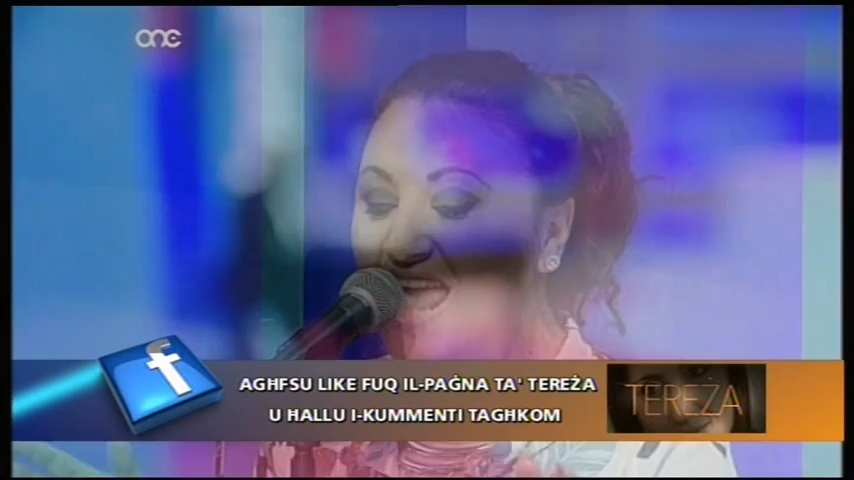 one
AGHFSU LIKE FUQ IL-PAĠNA TA' TEREŻA
U HALLU I-KUMMENTI TAGHKOM
TEREŻA